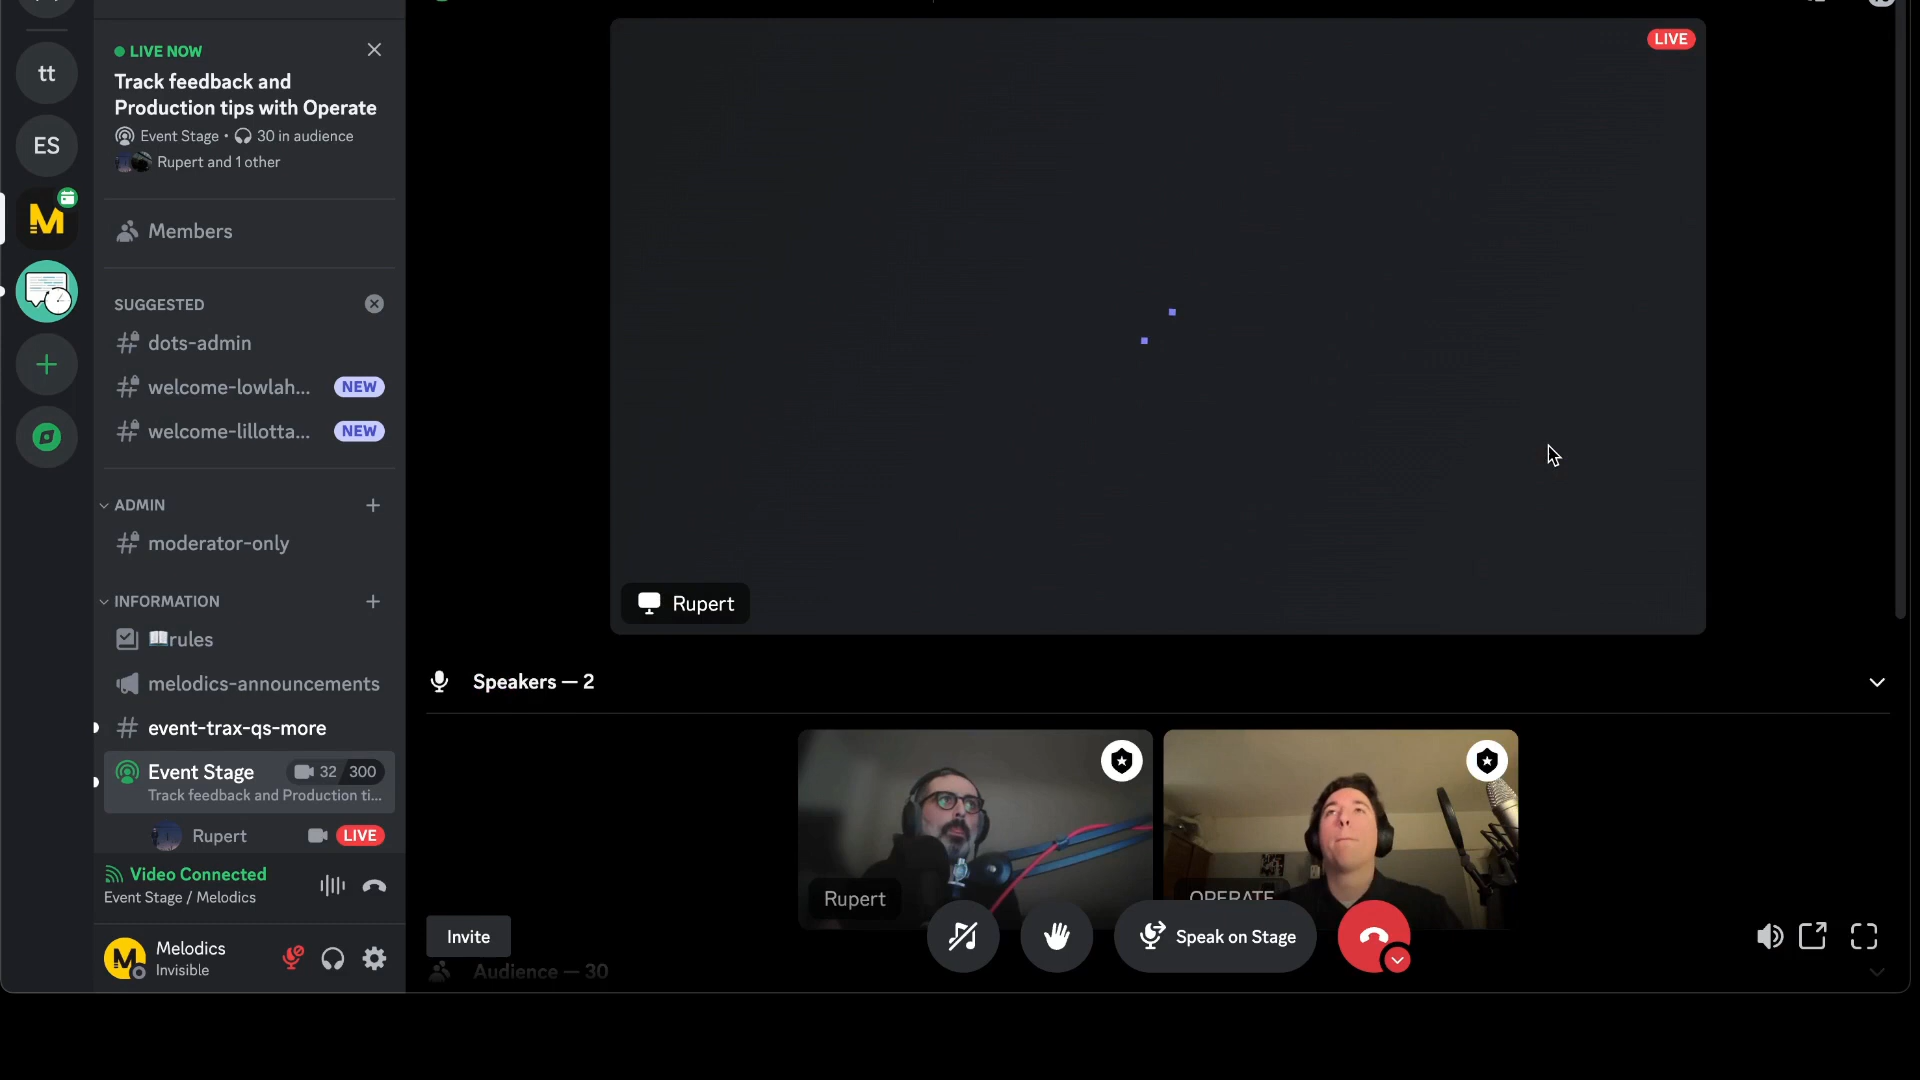 LIVE NOW
Track feedback and
Production tips with Operate
Event Stage • 30 in audience
Rupert and 1 other
tt
ES
M
Members
SUGGESTED
dots-admin
welcome-lowlah... NEW
welcome-lillotta... NEW
ADMIN
moderator-only
INFORMATION
rules
melodics-announcements
event-trax-qs-more
Event Stage 32 300
Track feedback and Production ti...
Rupert LIVE
Video Connected
Event Stage / Melodics
M
Melodics
Invisible
LIVE
Rupert
Speakers — 2
Rupert
OPERATE
Invite
Speak on Stage
Audience — 30